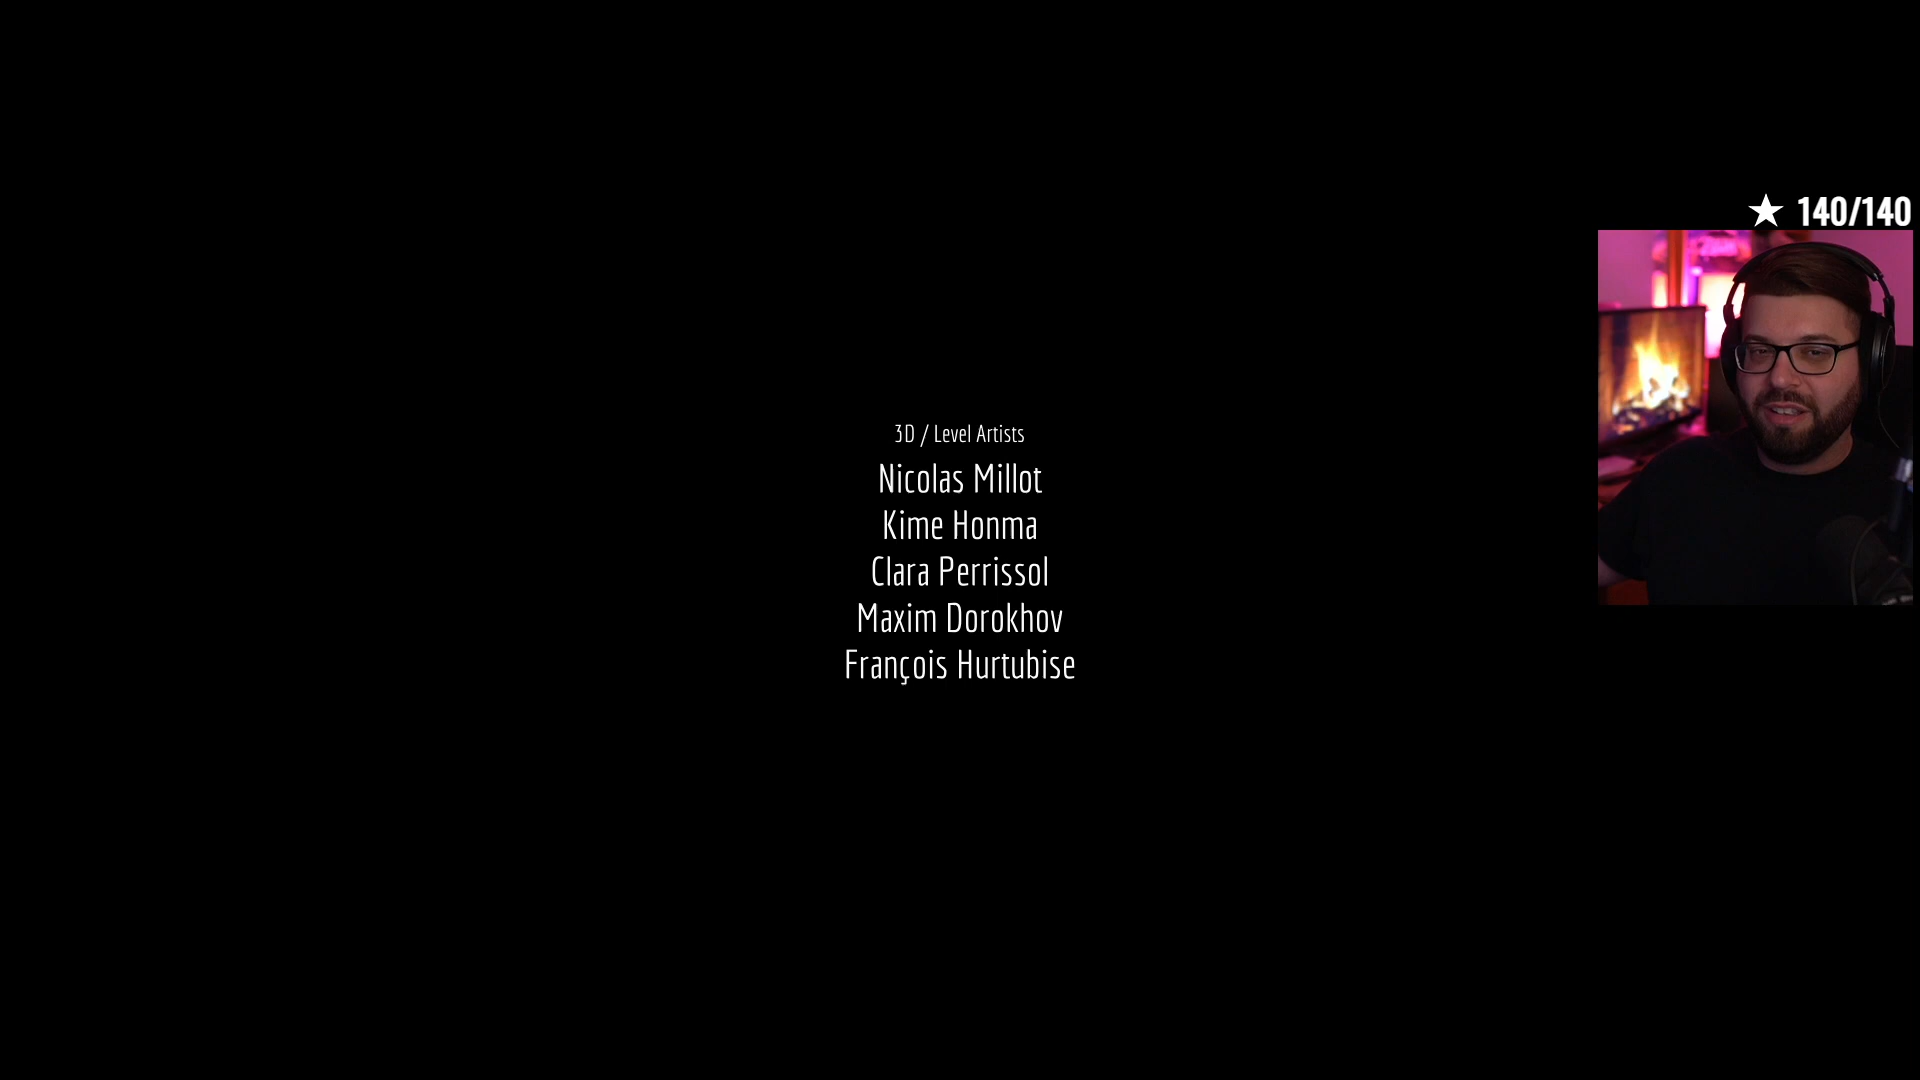 ★ 140/140
3D / Level Artists
Nicolas Millot
Kime Honma
Clara Perrissol
Maxim Dorokhov
François Hurtubise